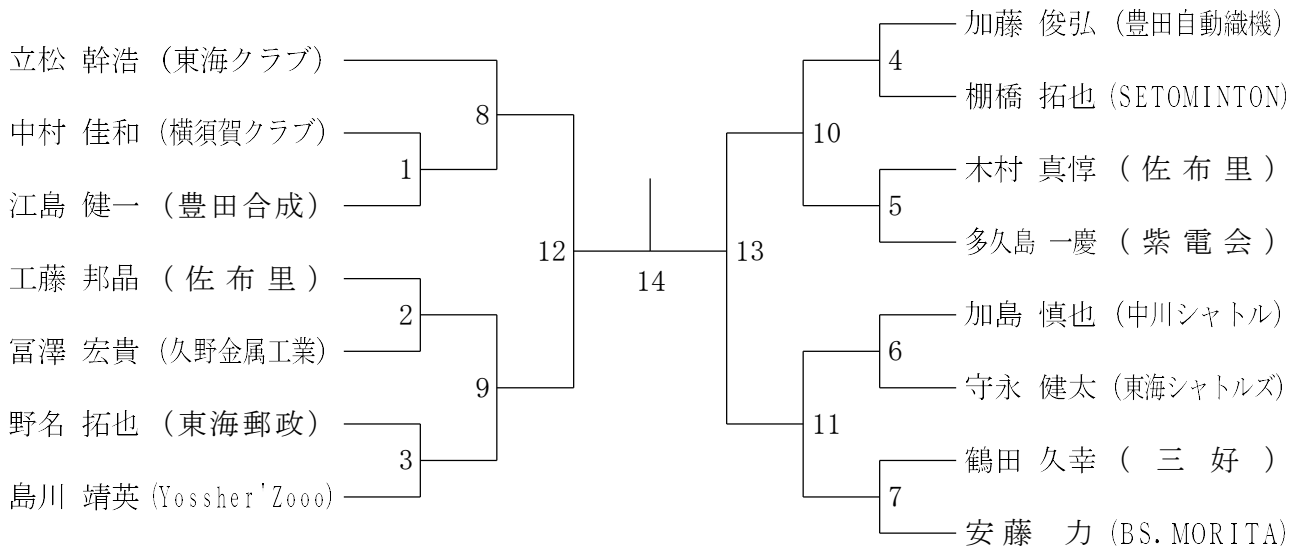 立松 幹浩 (東海クラブ)
中村 佳和 (横須賀クラブ)
江島 健一 (豊田合成)
工藤 邦晶 (佐布里)
冨澤 宏貴 (久野金属工業)
野名 拓也 (東海郵政)
島川 靖英 (Yossher'Zooo)
8
1
2
9
3
12
14
13
10
4
5
11
6
7
加藤 俊弘 (豊田自動織機)
棚橋 拓也 (SETOMINTON)
木村 真惇 (佐布里)
多久島 一慶 (紫電会)
加島 慎也 (中川シャトル)
守永 健太 (東海シャトルズ)
鶴田 久幸 (三好)
安藤 力 (BS.MORITA)